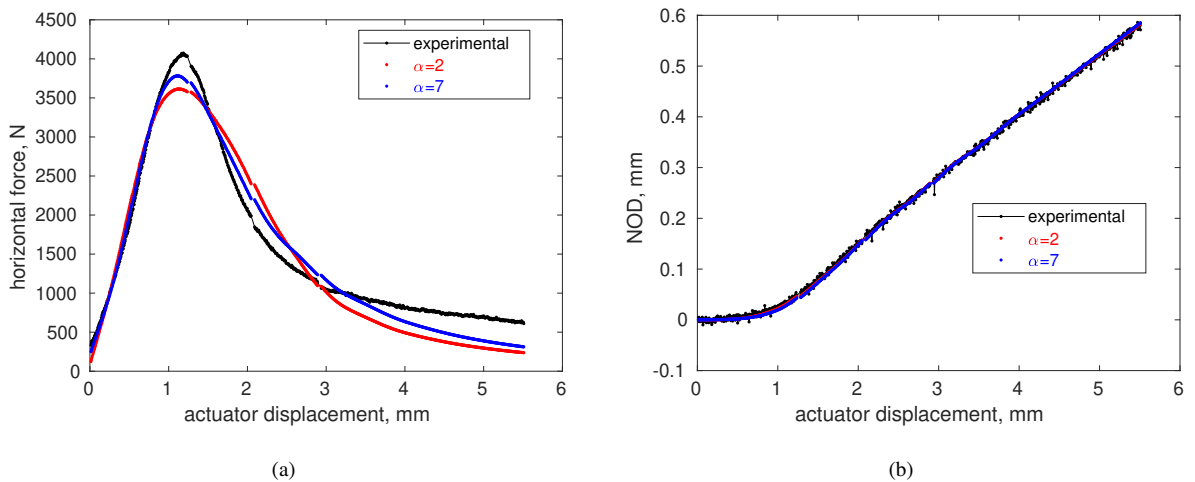 4500
4000
3500
3000
2500
2000
1500
1000
500
0
horizontal force, N
experimental
α=2
α=7
0 1 2 3 4 5 6
actuator displacement, mm
(a)
0.6
0.5
0.4
0.3
0.2
0.1
0
-0.1
NOD, mm
experimental
α=2
α=7
0 1 2 3 4 5 6
actuator displacement, mm
(b)